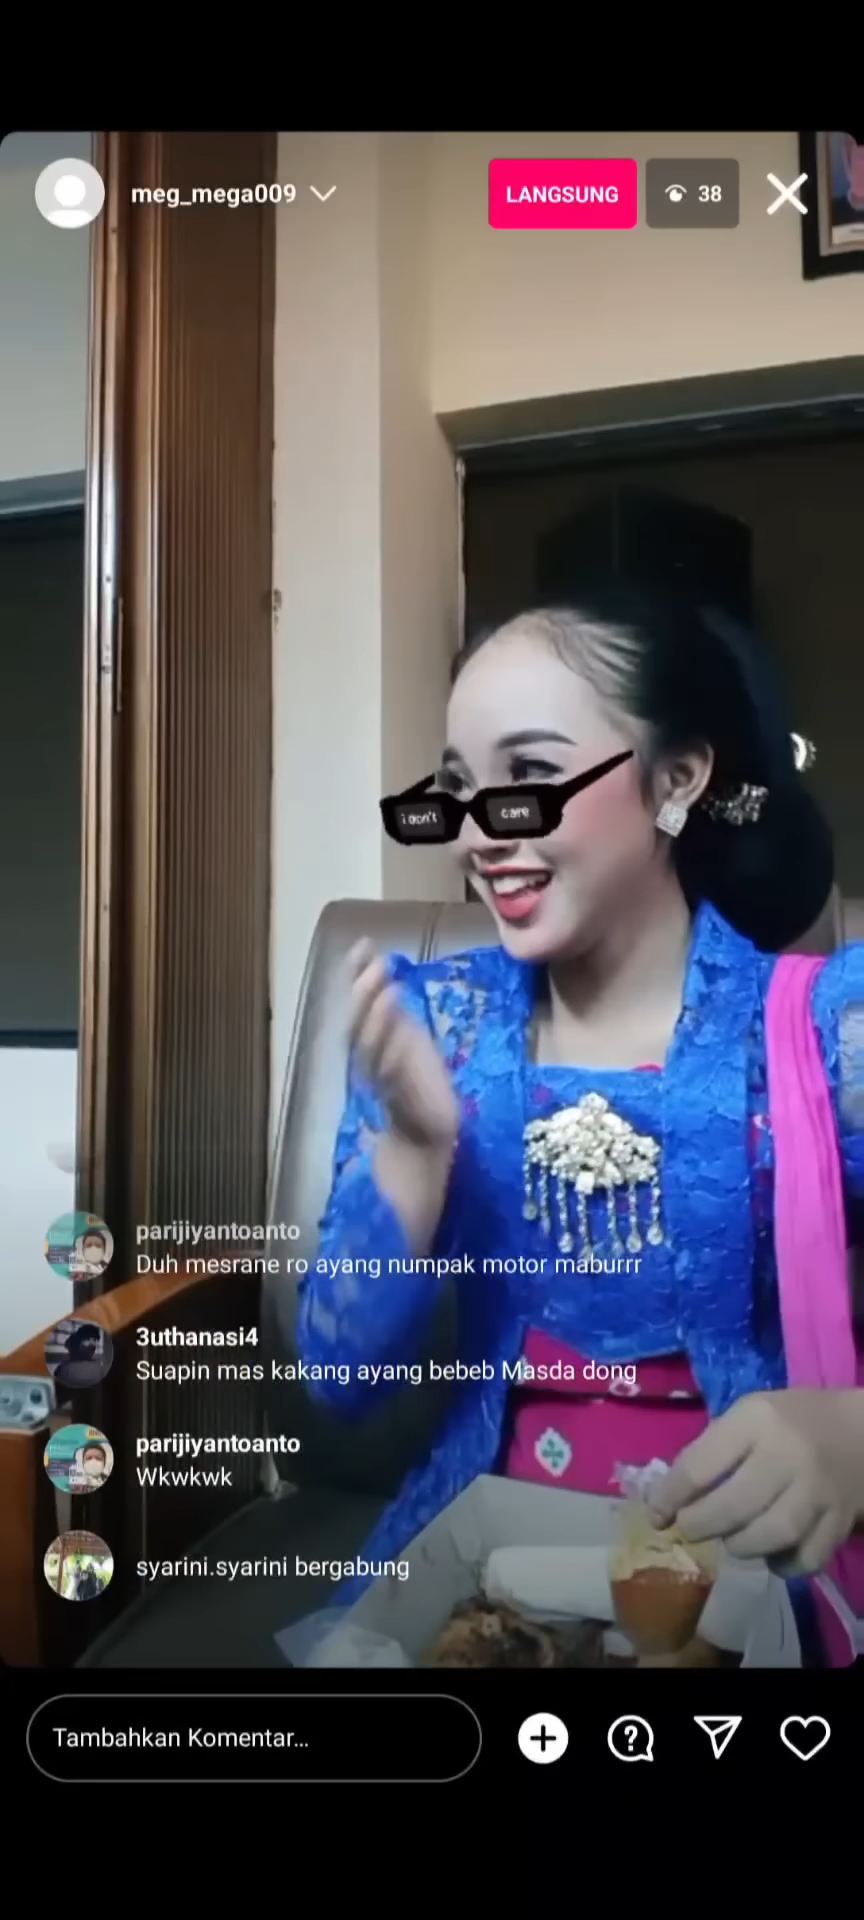 meg_mega009
LANGSUNG
38
i don't care
parijiyantoanto
Duh mesrane ro ayang numpak motor maburrr
3uthanasi4
Suapin mas kakang ayang bebeb Masda dong
parijiyantoanto
Wkwkwk
syarini.syarini bergabung
Tambahkan Komentar...